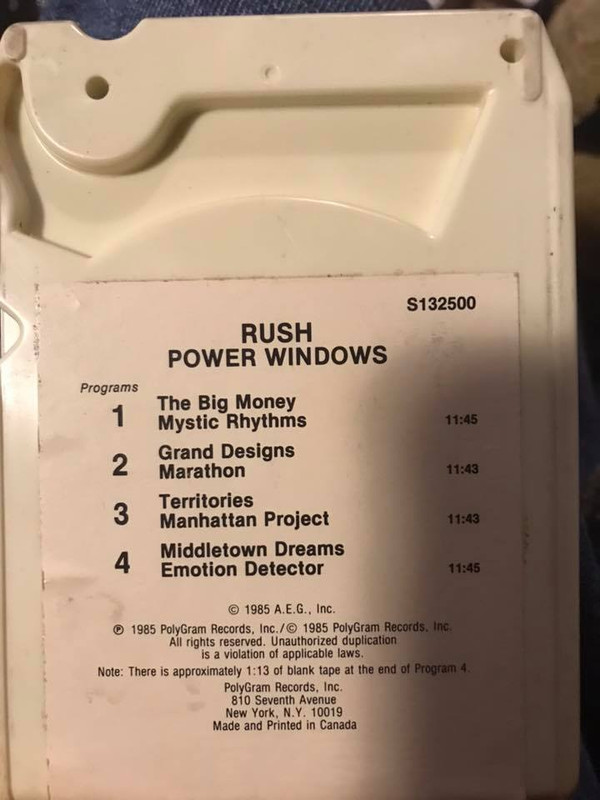 S132500
RUSH
POWER WINDOWS
Programs
1 The Big Money
Mystic Rhythms 11:45
2 Grand Designs
Marathon 11:43
3 Territories
Manhattan Project 11:43
4 Middletown Dreams
Emotion Detector 11:45
© 1985 A.E.G., Inc.
℗ 1985 PolyGram Records, Inc./© 1985 PolyGram Records, Inc.
All rights reserved. Unauthorized duplication
is a violation of applicable laws.
Note: There is approximately 1:13 of blank tape at the end of Program 4.
PolyGram Records, Inc.
810 Seventh Avenue
New York, N.Y. 10019
Made and Printed in Canada